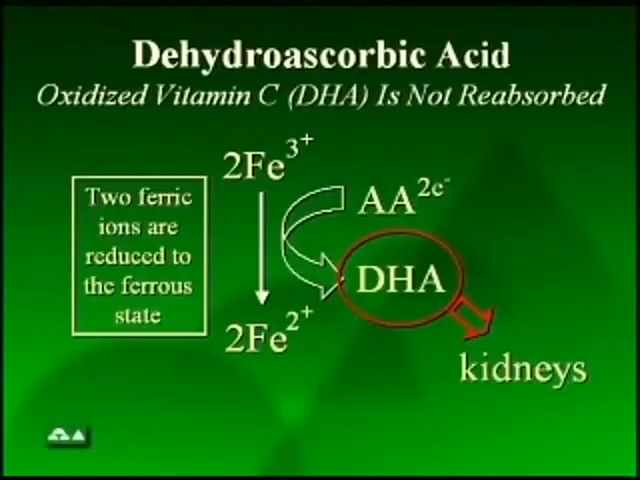 Dehydroascorbic Acid
Oxidized Vitamin C (DHA) Is Not Reabsorbed
2Fe³⁺
Two ferric
ions are
reduced to
the ferrous
state
AA²ᵉ⁻
DHA
2Fe²⁺
kidneys